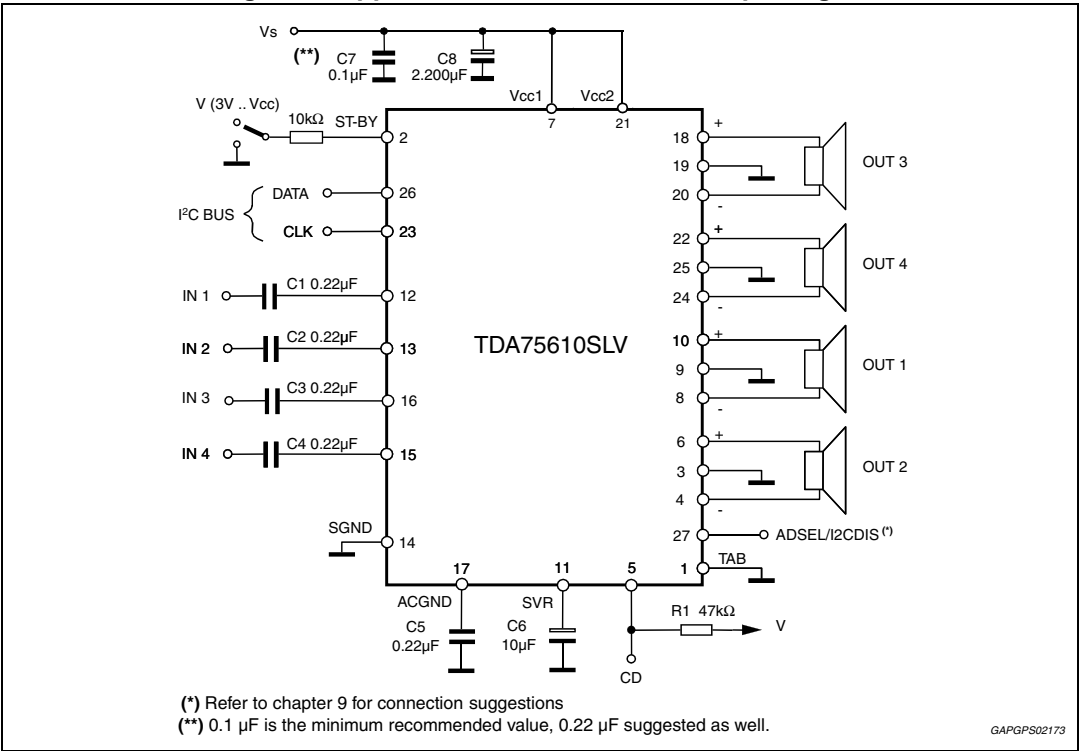 Vs
(**)
C7
0.1µF
C8
2.200µF
Vcc1
Vcc2
7
21
V (3V .. Vcc)
10kΩ
ST-BY
2
I²C BUS
DATA
26
CLK
23
IN 1
C1 0.22µF
12
IN 2
C2 0.22µF
13
IN 3
C3 0.22µF
16
IN 4
C4 0.22µF
15
SGND
14
TDA75610SLV
18
+
19
20
-
OUT 3
22
+
25
24
-
OUT 4
10
+
9
8
-
OUT 1
6
+
3
4
-
OUT 2
27
ADSEL/I2CDIS(*)
1
TAB
17
ACGND
C5
0.22µF
11
SVR
C6
10µF
5
R1 47kΩ
V
CD
(*) Refer to chapter 9 for connection suggestions
(**) 0.1 µF is the minimum recommended value, 0.22 µF suggested as well.
GAPGPS02173